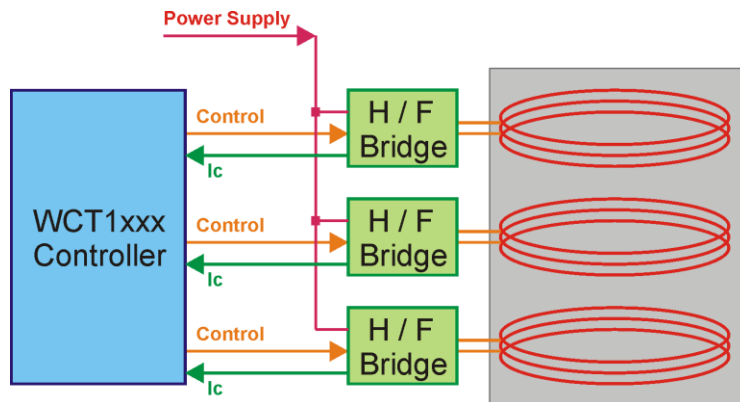 Power Supply
WCT1xxx
Controller
Control
Ic
H / F
Bridge
Control
Ic
H / F
Bridge
Control
Ic
H / F
Bridge